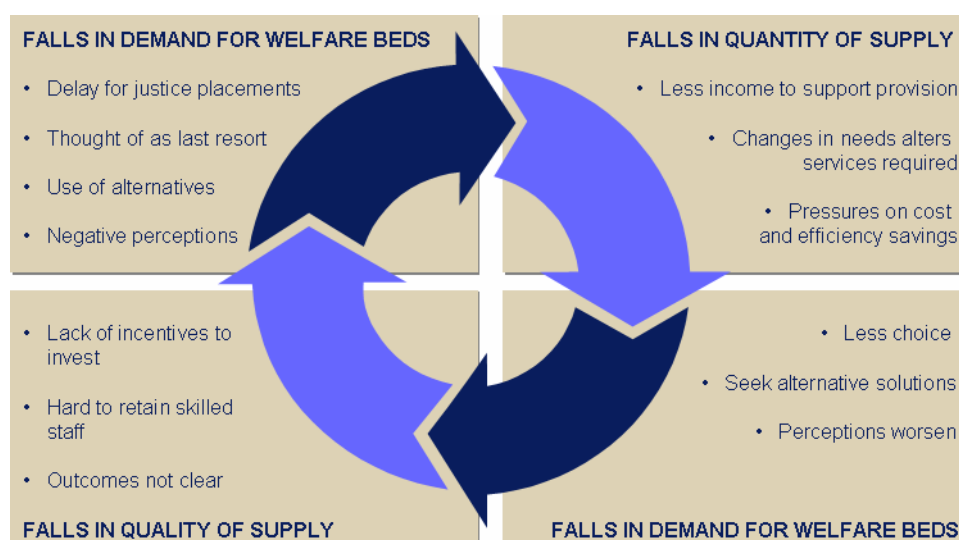 FALLS IN DEMAND FOR WELFARE BEDS
• Delay for justice placements
• Thought of as last resort
• Use of alternatives
• Negative perceptions
FALLS IN QUANTITY OF SUPPLY
• Less income to support provision
• Changes in needs alters
services required
• Pressures on cost
and efficiency savings
• Lack of incentives to
invest
• Hard to retain skilled
staff
• Outcomes not clear
FALLS IN QUALITY OF SUPPLY
• Less choice
• Seek alternative solutions
• Perceptions worsen
FALLS IN DEMAND FOR WELFARE BEDS